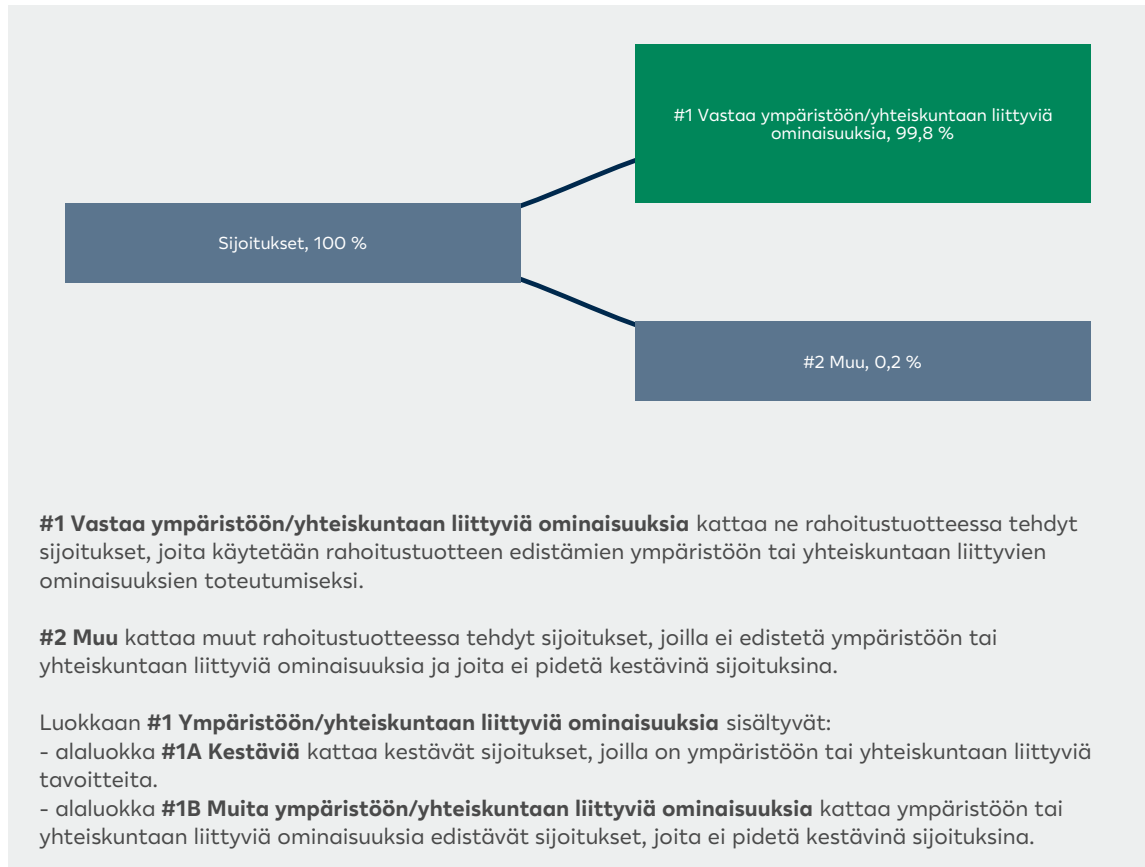 #1 Vastaa ympäristöön/yhteiskuntaan liittyviä
ominaisuuksia, 99,8 %
Sijoitukset, 100 %
#2 Muu, 0,2 %
#1 Vastaa ympäristöön/yhteiskuntaan liittyviä ominaisuuksia kattaa ne rahoitustuotteessa tehdyt
sijoitukset, joita käytetään rahoitustuotteen edistämien ympäristöön tai yhteiskuntaan liittyvien
ominaisuuksien toteutumiseksi.
#2 Muu kattaa muut rahoitustuotteessa tehdyt sijoitukset, joilla ei edistetä ympäristöön tai
yhteiskuntaan liittyviä ominaisuuksia ja joita ei pidetä kestävinä sijoituksina.
Luokkaan #1 Ympäristöön/yhteiskuntaan liittyviä ominaisuuksia sisältyvät:
- alaluokka #1A Kestäviä kattaa kestävät sijoitukset, joilla on ympäristöön tai yhteiskuntaan liittyviä
tavoitteita.
- alaluokka #1B Muita ympäristöön/yhteiskuntaan liittyviä ominaisuuksia kattaa ympäristöön tai
yhteiskuntaan liittyviä ominaisuuksia edistävät sijoitukset, joita ei pidetä kestävinä sijoituksina.